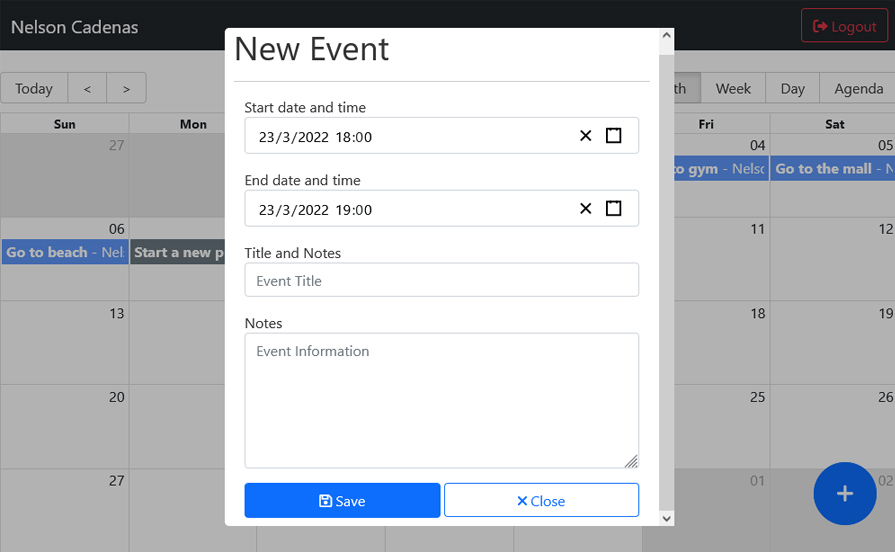 Nelson Cadenas
Logout
New Event
Today < >
th Week Day Agenda
Start date and time
23/3/2022 18:00
End date and time
23/3/2022 19:00
Title and Notes
Event Title
Notes
Event Information
Save Close
Sun Mon Fri Sat
27 04 05
to gym - Nelso Go to the mall - N
06 11 12
Go to beach - Nel Start a new p
13 18 19
20 25 26
27 01 02
+